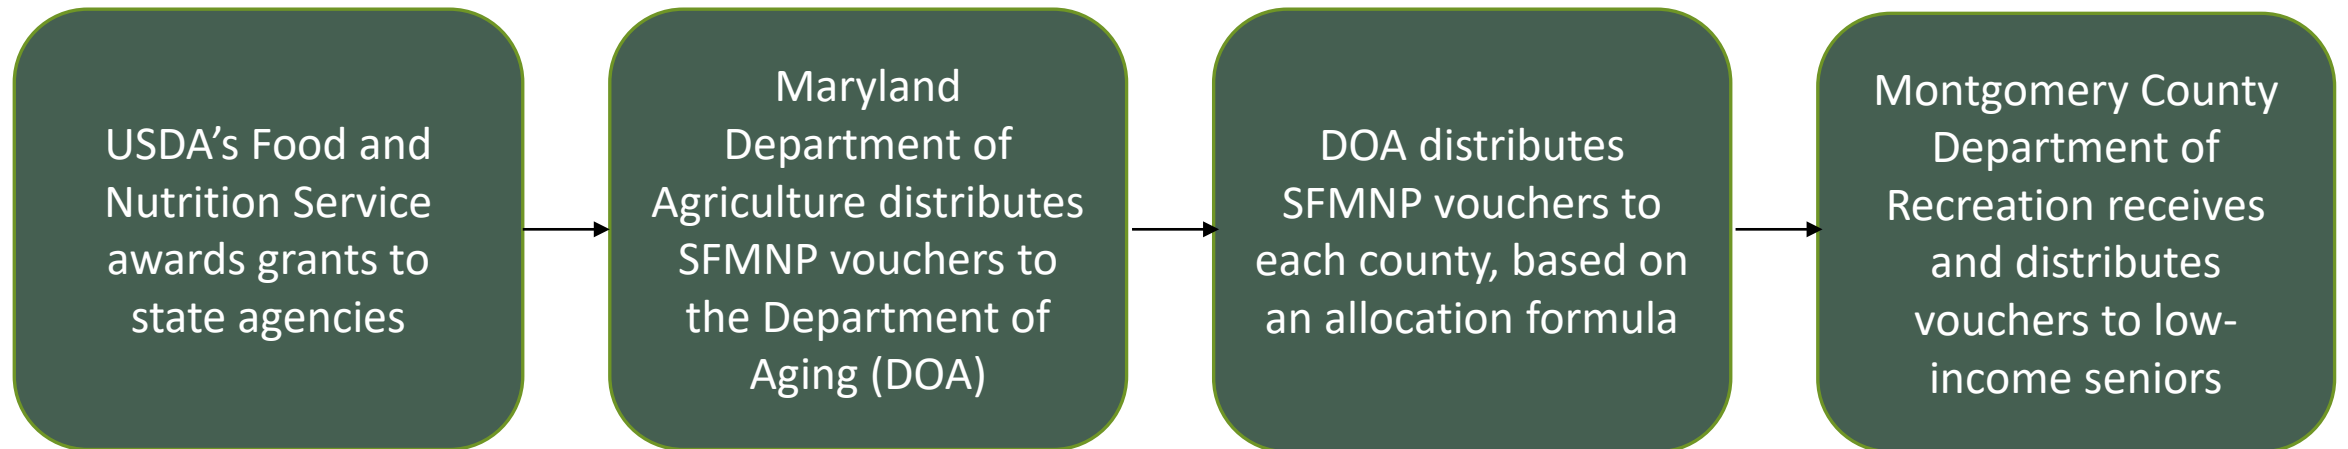 USDA’s Food and
Nutrition Service
awards grants to
state agencies
Maryland
Department of
Agriculture distributes
SFMNP vouchers to
the Department of
Aging (DOA)
DOA distributes
SFMNP vouchers to
each county, based on
an allocation formula
Montgomery County
Department of
Recreation receives
and distributes
vouchers to low-
income seniors